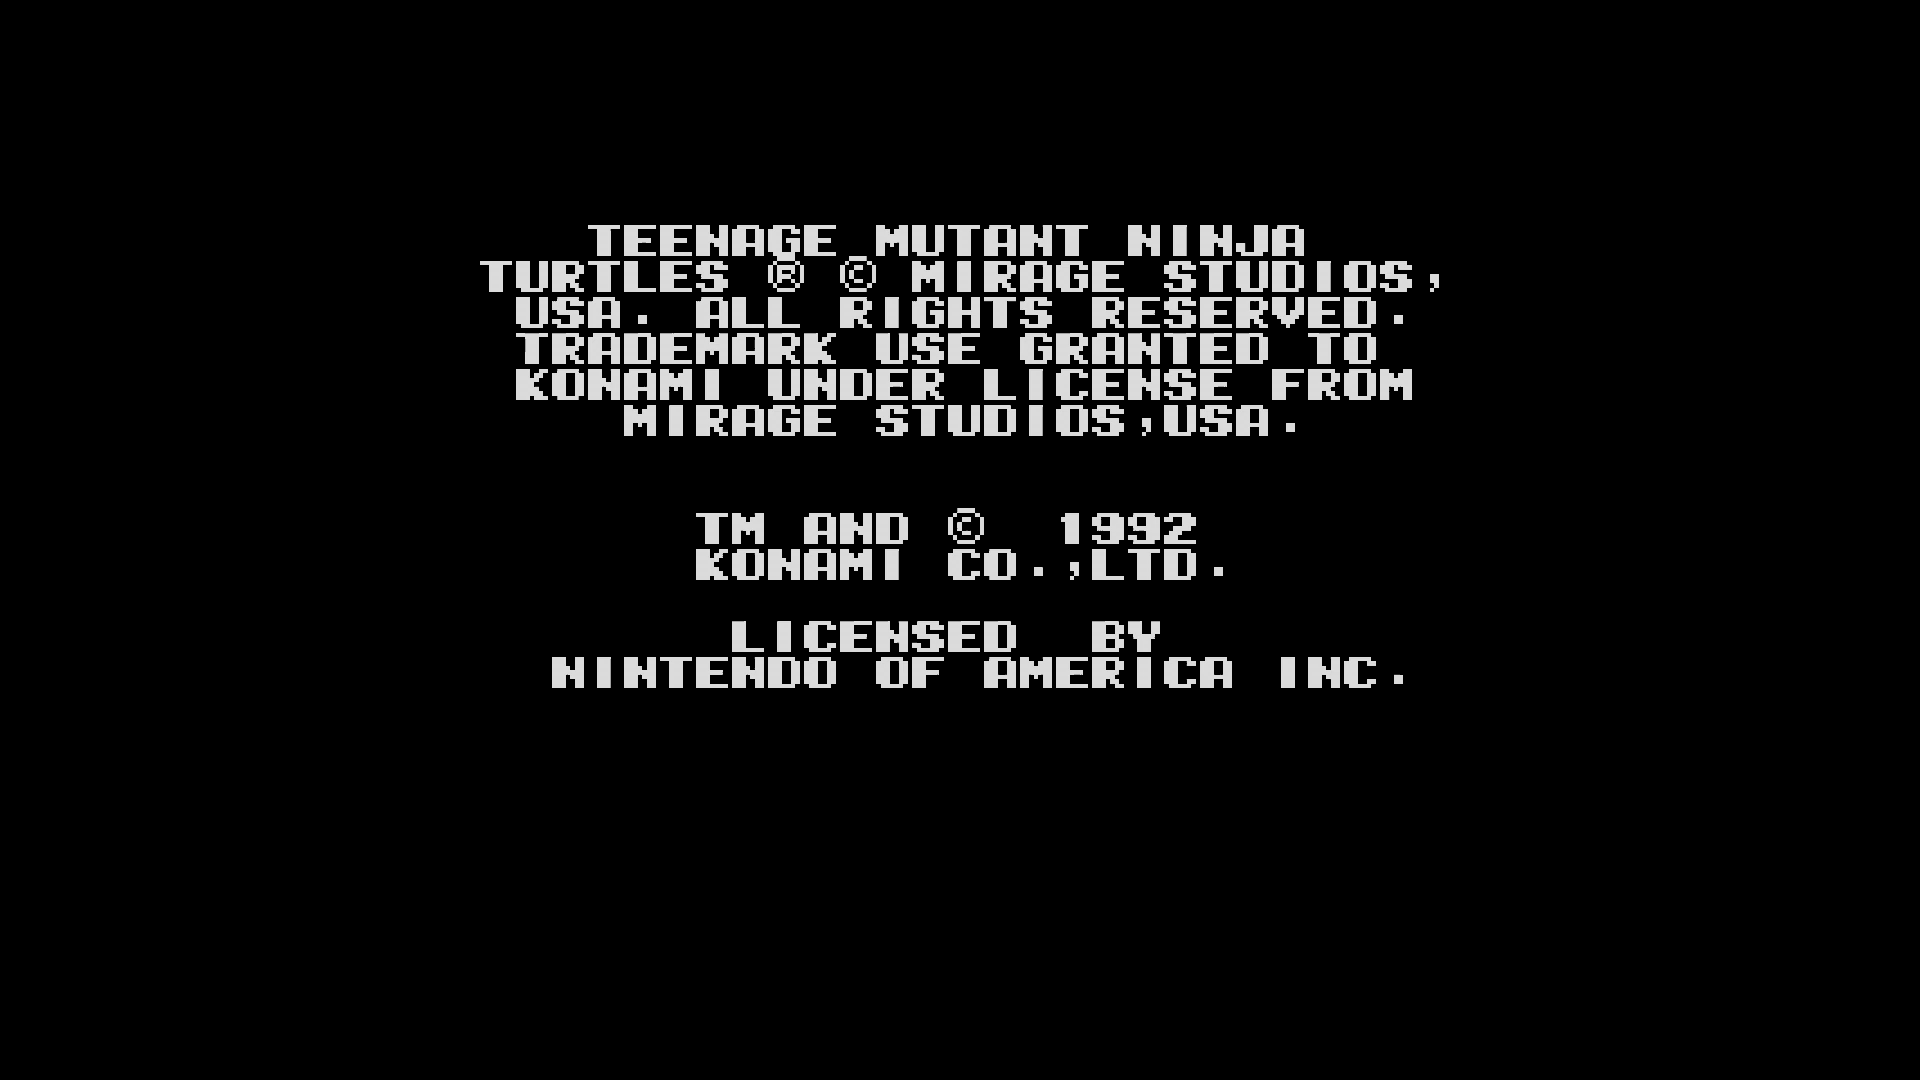 TEENAGE MUTANT NINJA
TURTLES ® © MIRAGE STUDIOS,
USA. ALL RIGHTS RESERVED.
TRADEMARK USE GRANTED TO
KONAMI UNDER LICENSE FROM
MIRAGE STUDIOS,USA.
TM AND © 1992
KONAMI CO.,LTD.
LICENSED BY
NINTENDO OF AMERICA INC.